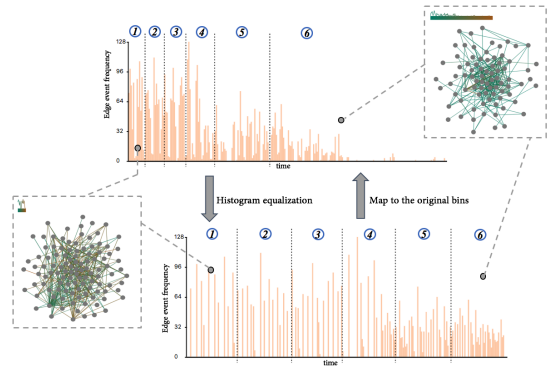 1 2 3 4 5 6
128
96
64
32
0
Edge event frequency
time
Histogram equalization
Map to the original bins
1 2 3 4 5 6
128
96
64
32
0
Edge event frequency
time